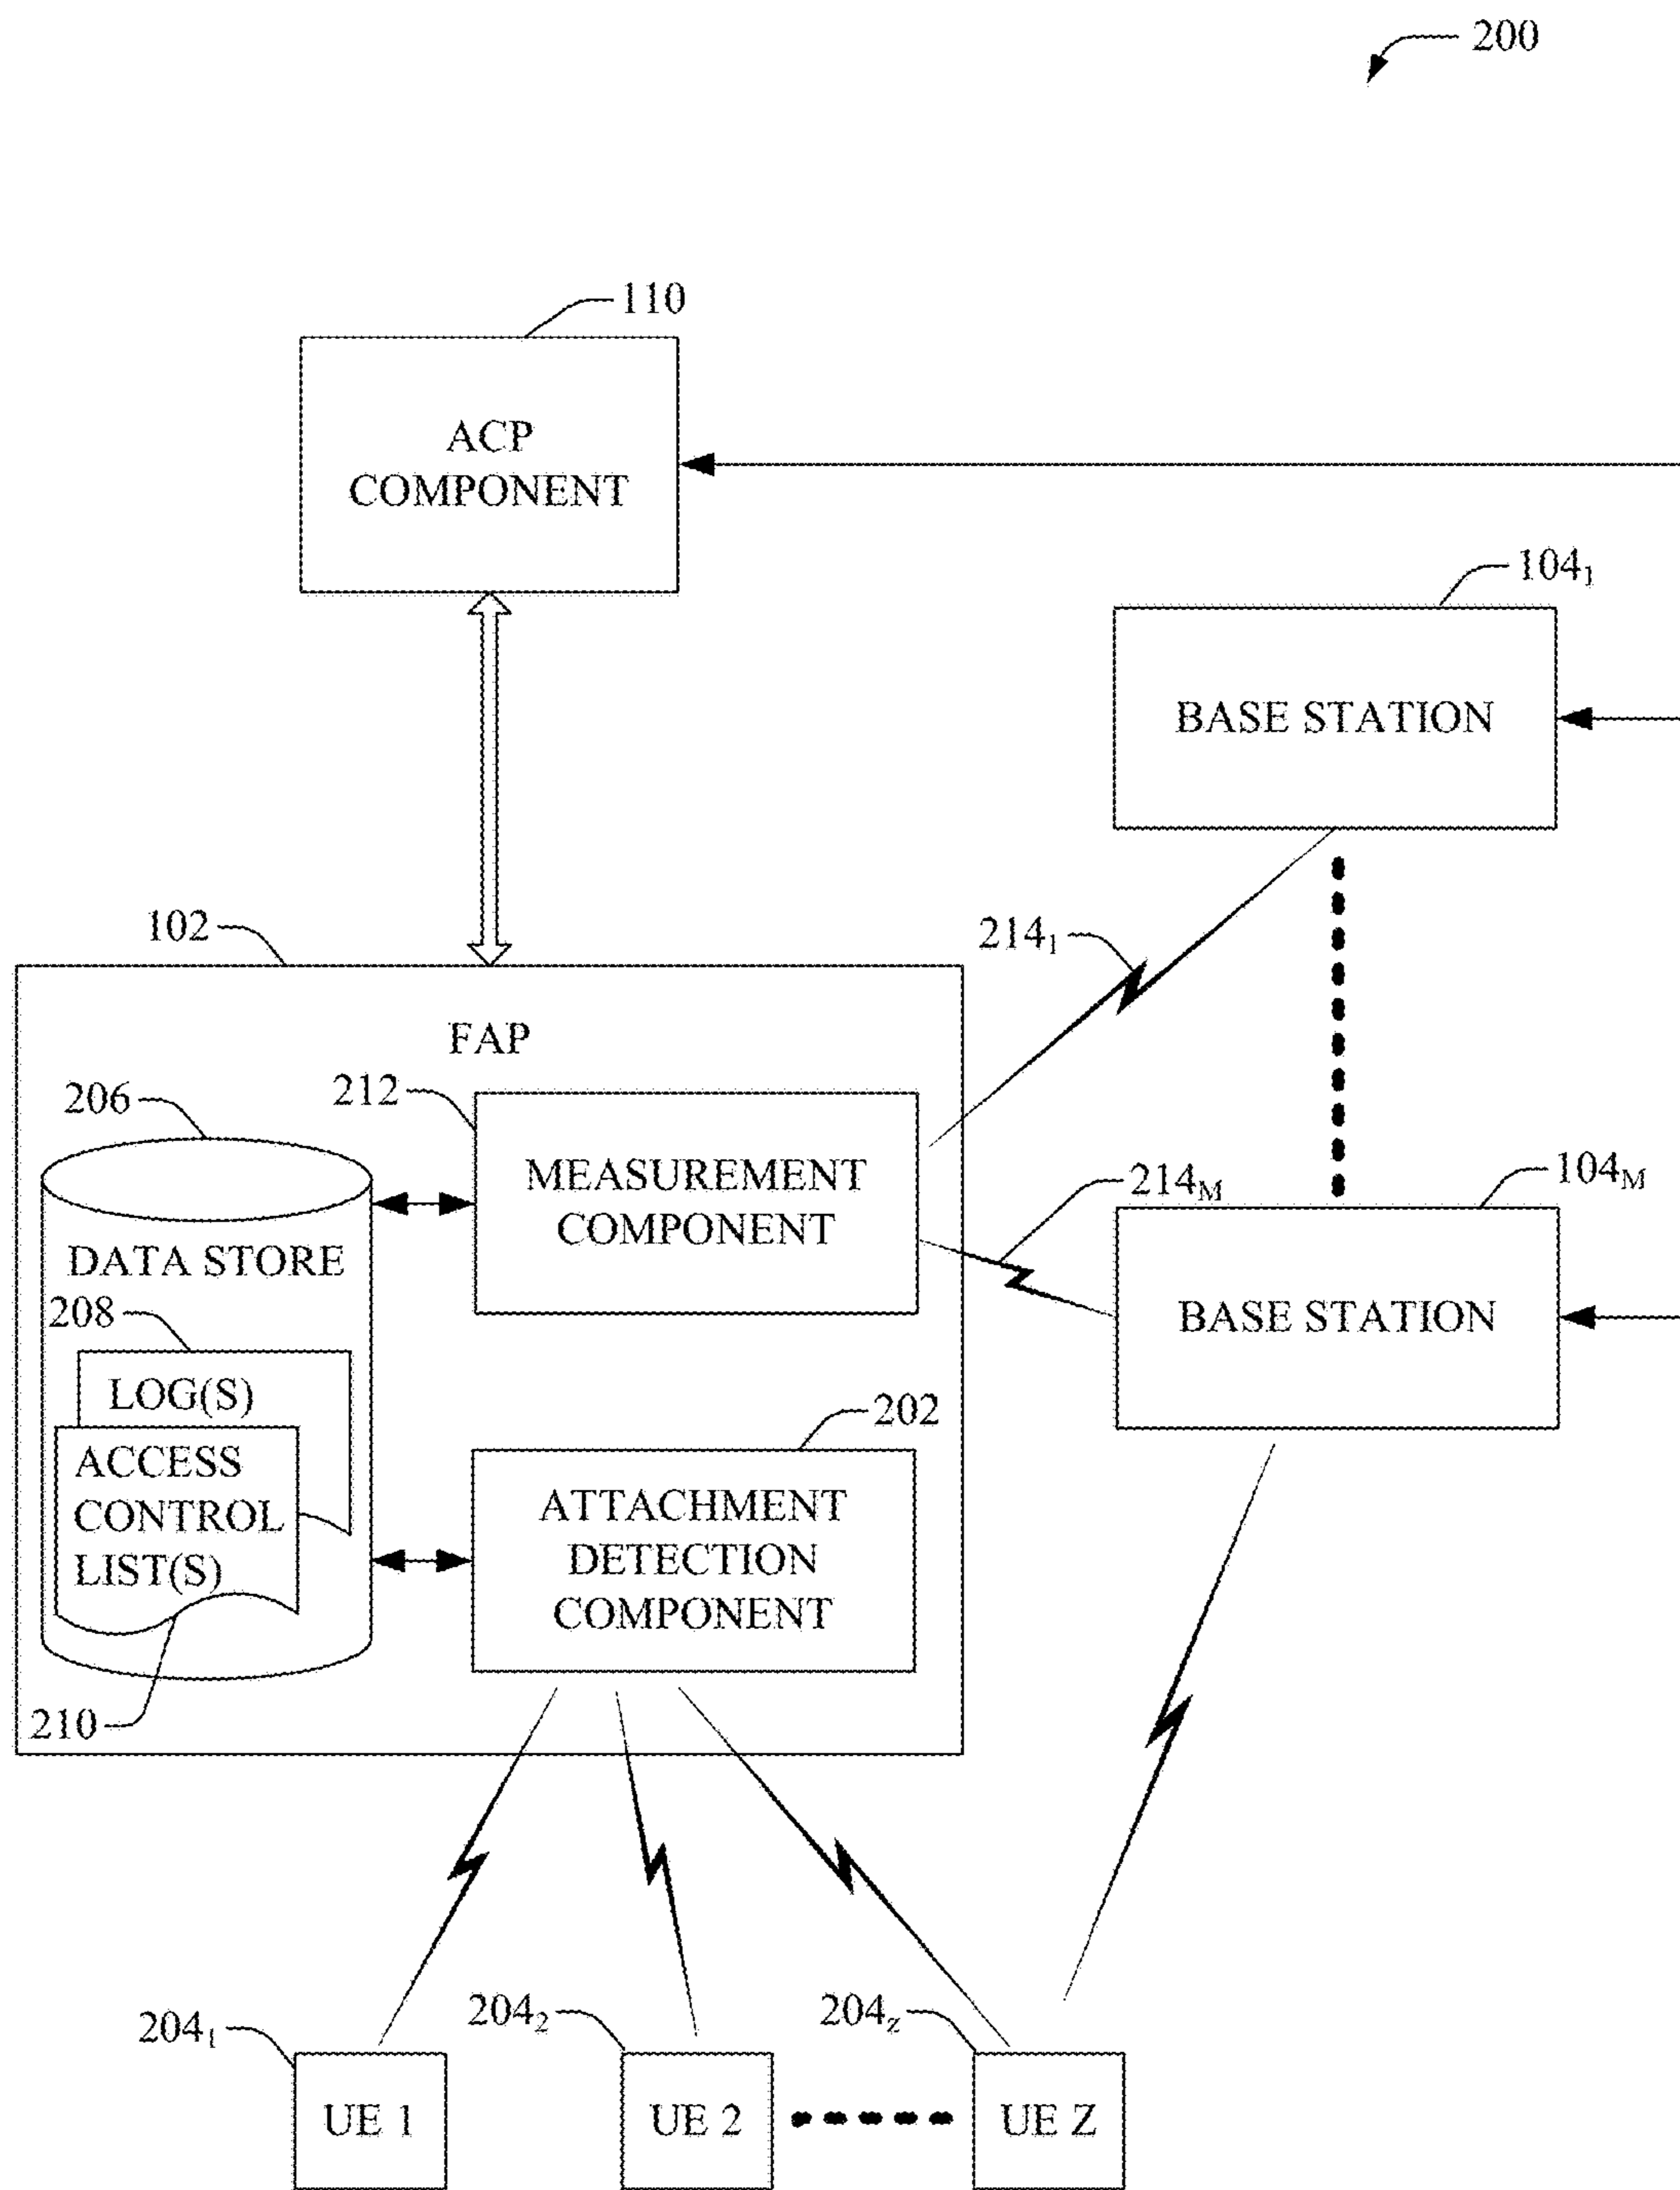 200
110
ACP
COMPONENT
104₁
BASE STATION
102
214₁
FAP
206
212
MEASUREMENT
COMPONENT
214M
104M
DATA STORE
BASE STATION
208
LOG(S)
202
ACCESS
CONTROL
LIST(S)
ATTACHMENT
DETECTION
COMPONENT
210
204₁
204₂
204z
UE 1
UE 2
UE Z